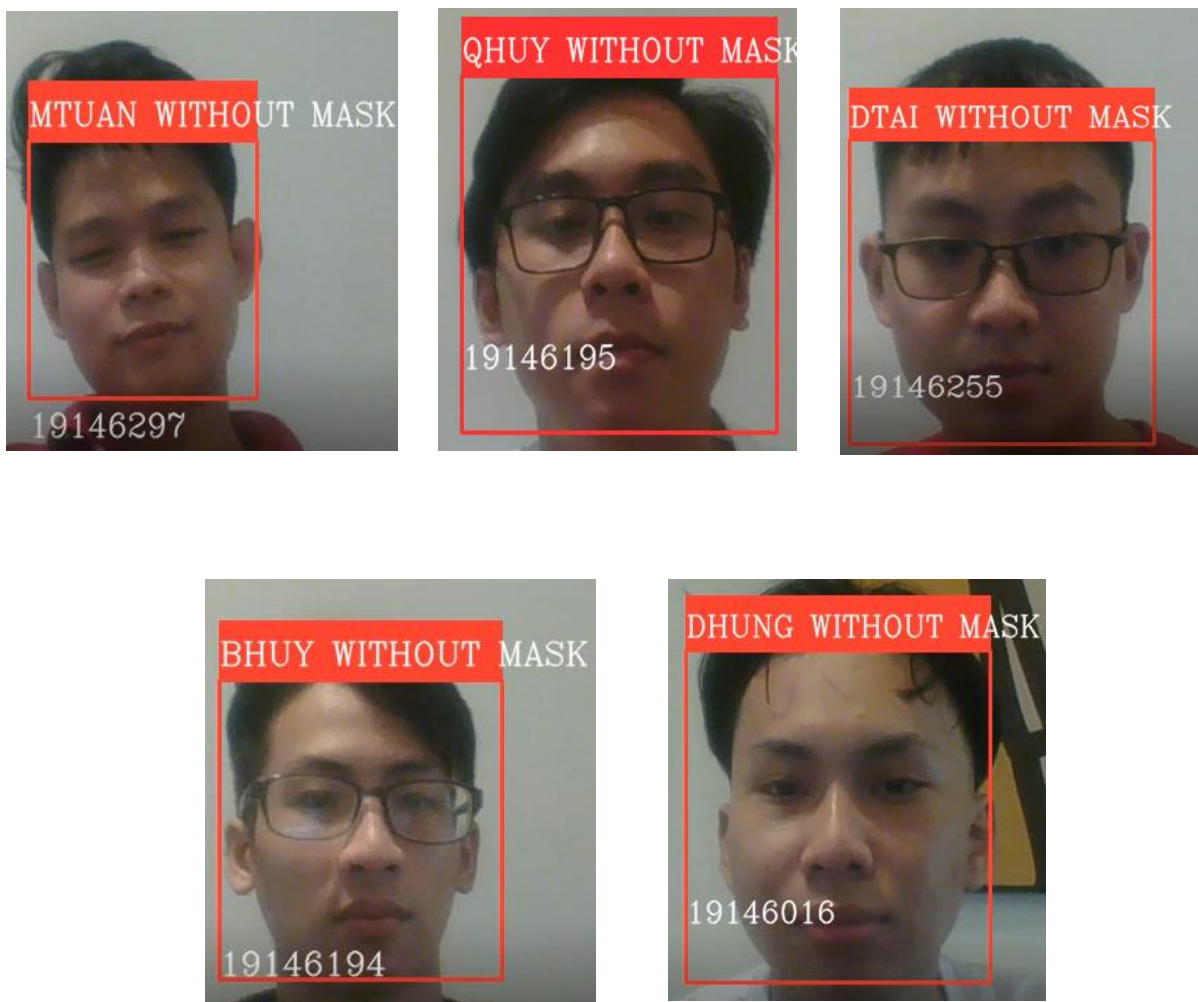 MTUAN WITHOUT MASK
19146297
QHUY WITHOUT MASK
19146195
DTAI WITHOUT MASK
19146255
BHUY WITHOUT MASK
19146194
DHUNG WITHOUT MASK
19146016